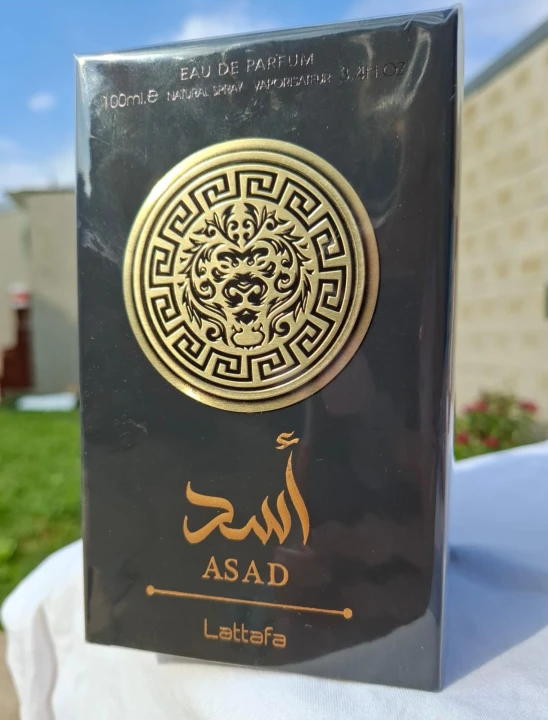 EAU DE PARFUM
100ml.℮ NATURAL SPRAY VAPORISATEUR 3.4Fl.OZ
أسد
ASAD
Lattafa